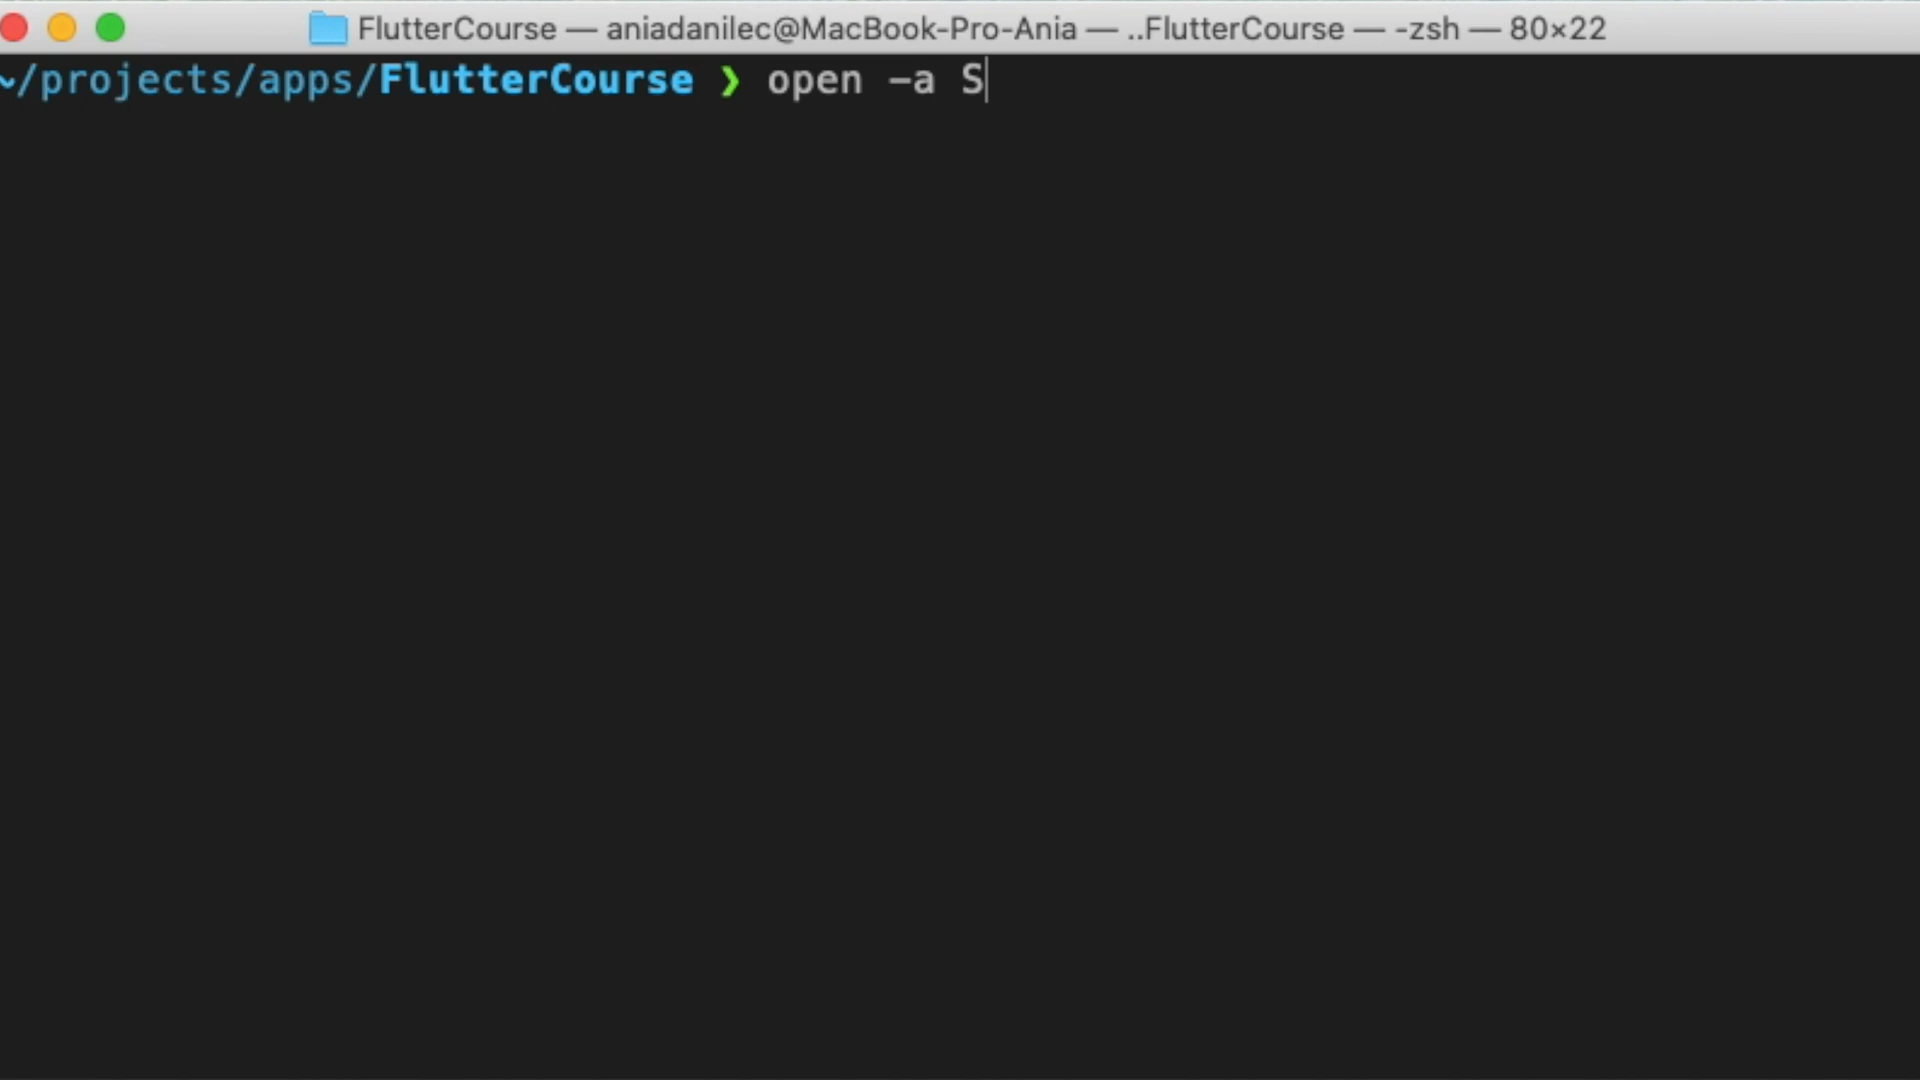 FlutterCourse — aniadanilec@MacBook-Pro-Ania — ..FlutterCourse — -zsh — 80×22
~/projects/apps/FlutterCourse ❯ open -a S